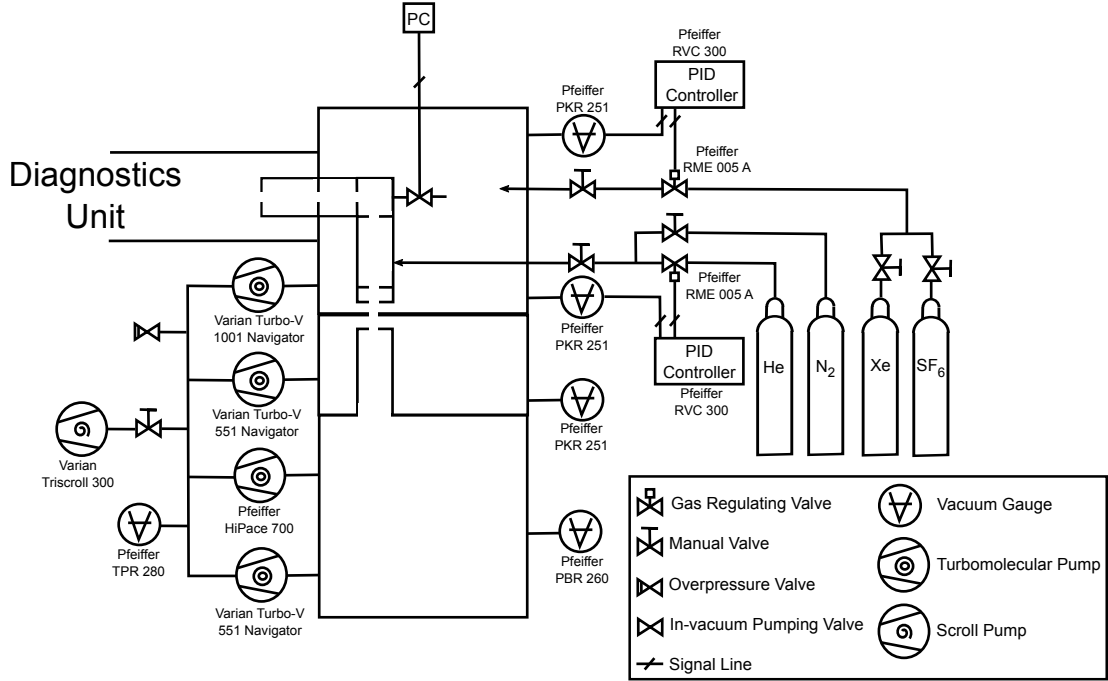 PC
Pfeiffer
RVC 300
PID
Controller
Pfeiffer
PKR 251
Pfeiffer
RME 005 A
Diagnostics
Unit
Varian Turbo-V
1001 Navigator
Pfeiffer
RME 005 A
Pfeiffer
PKR 251
PID
Controller
Pfeiffer
RVC 300
He
N2
Xe
SF6
Varian Turbo-V
551 Navigator
Pfeiffer
PKR 251
Varian
Triscroll 300
Pfeiffer
HiPace 700
Pfeiffer
TPR 280
Pfeiffer
PBR 260
Varian Turbo-V
551 Navigator
Gas Regulating Valve
Manual Valve
Overpressure Valve
In-vacuum Pumping Valve
Signal Line
Vacuum Gauge
Turbomolecular Pump
Scroll Pump